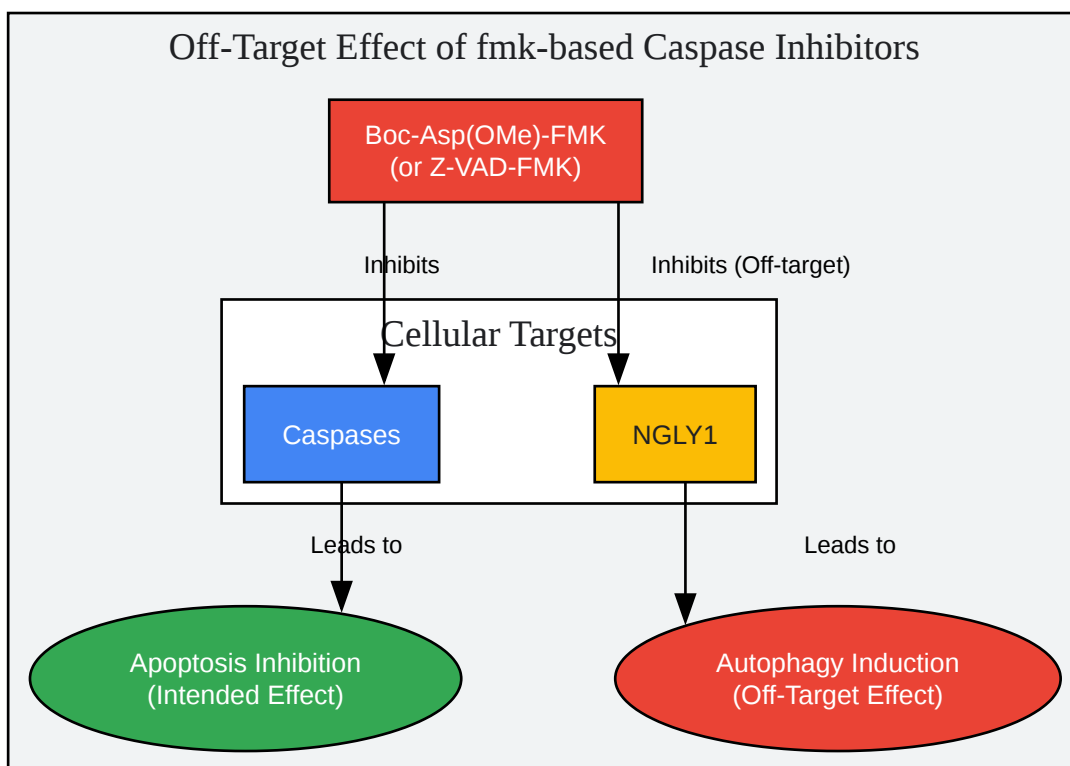 Off-Target Effect of fmk-based Caspase Inhibitors
Boc-Asp(OMe)-FMK
(or Z-VAD-FMK)
Inhibits
Inhibits (Off-target)
Cellular Targets
Caspases
NGLY1
Leads to
Leads to
Apoptosis Inhibition
(Intended Effect)
Autophagy Induction
(Off-Target Effect)